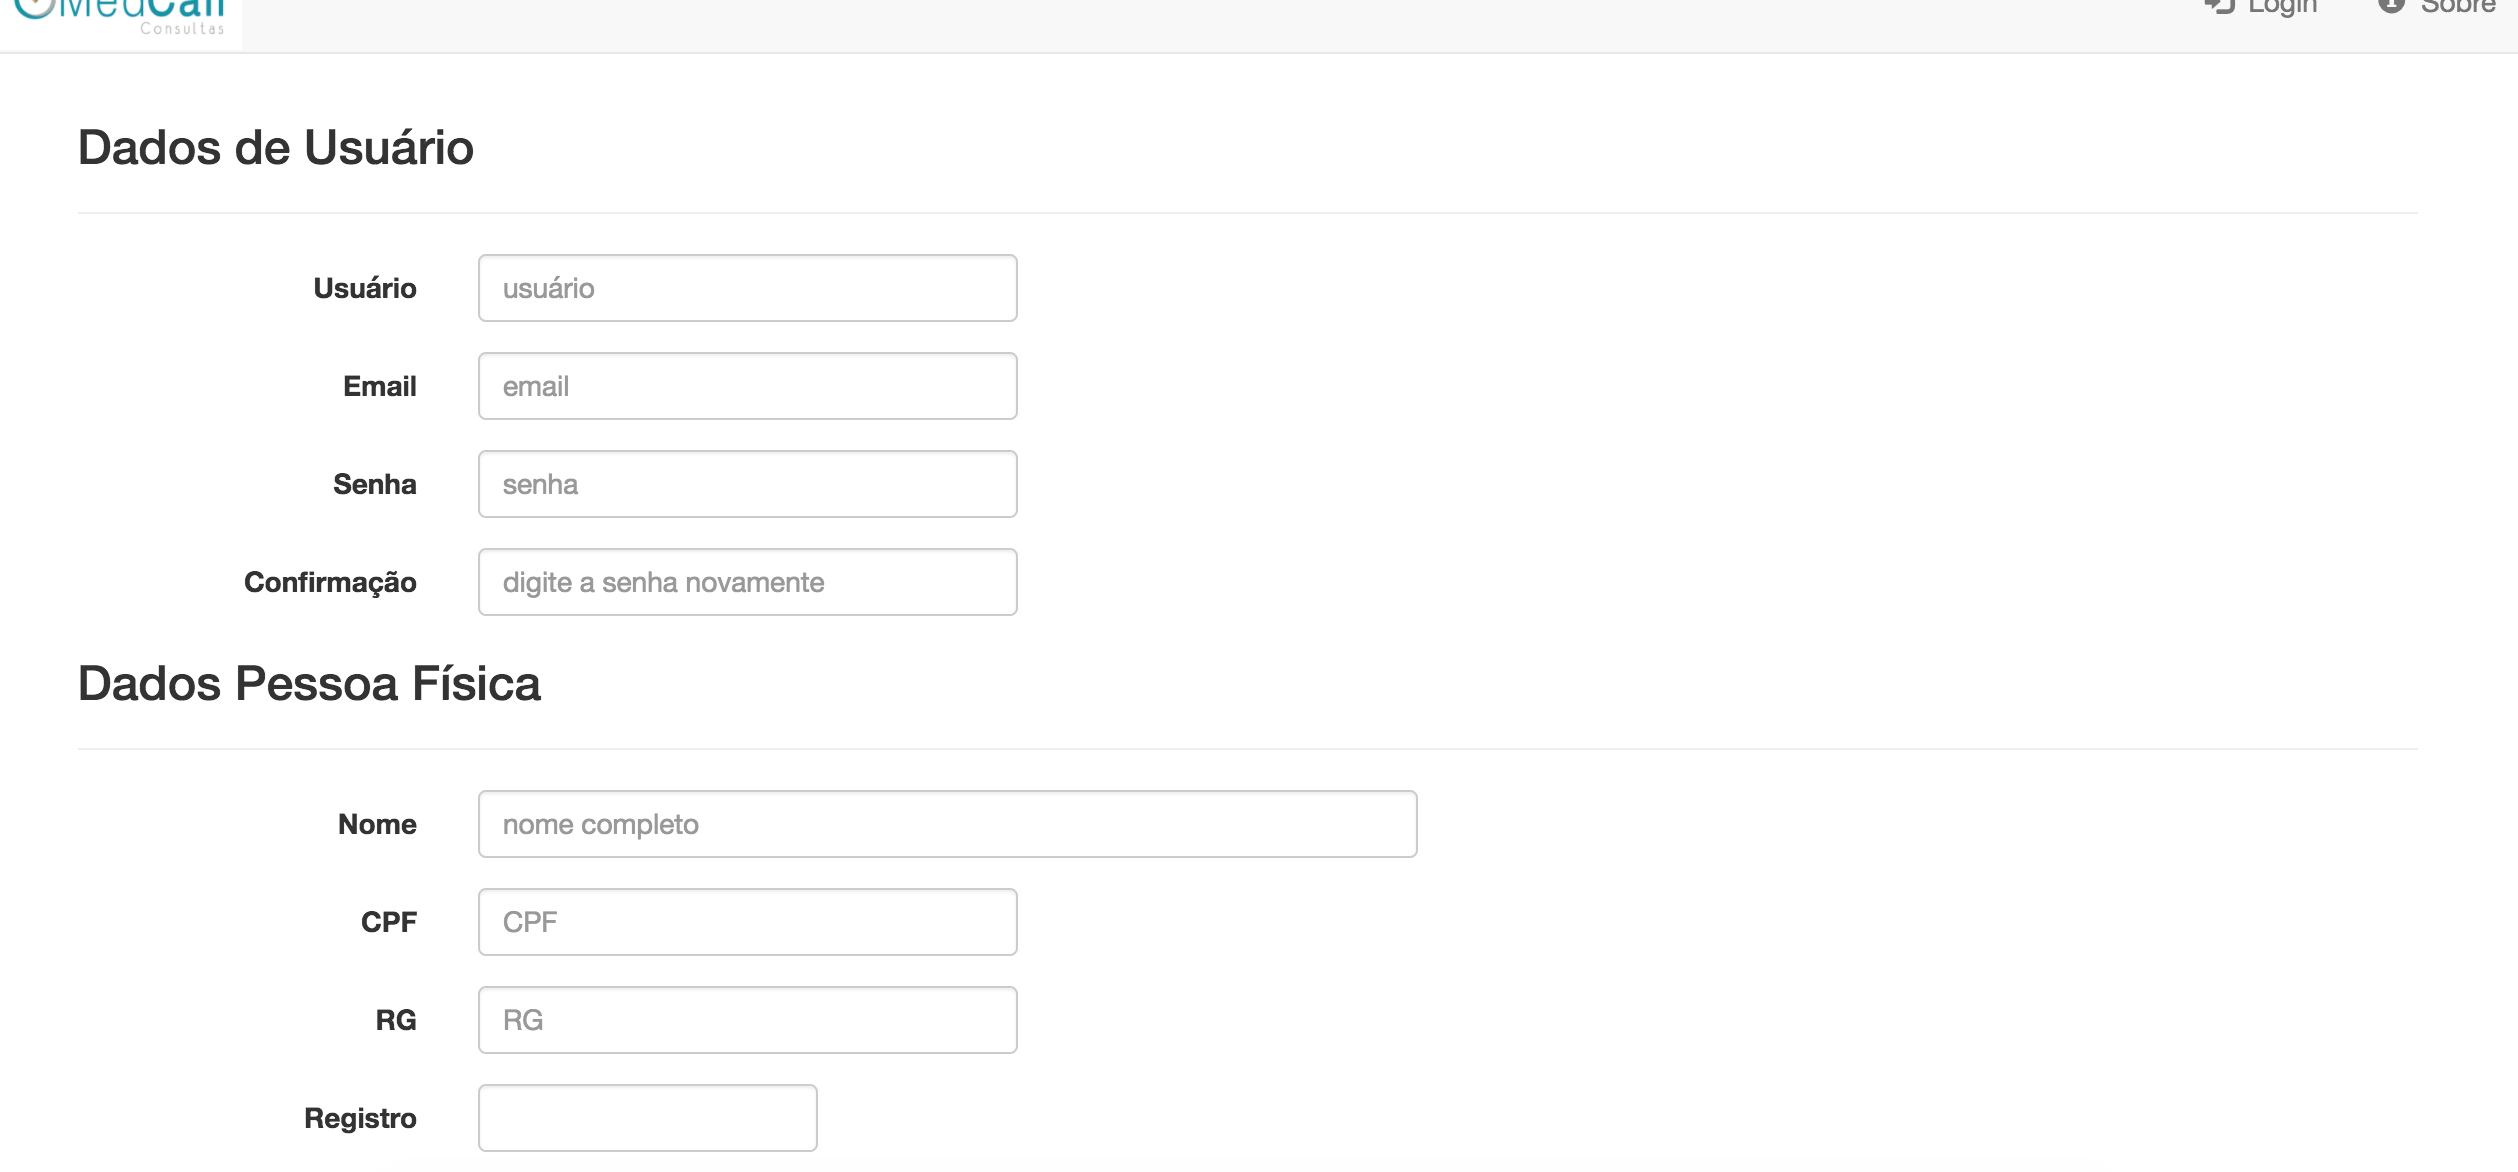 MedCall
Consultas
Login
Sobre
Dados de Usuário
Usuário
usuário
Email
email
Senha
senha
Confirmação
digite a senha novamente
Dados Pessoa Física
Nome
nome completo
CPF
CPF
RG
RG
Registro